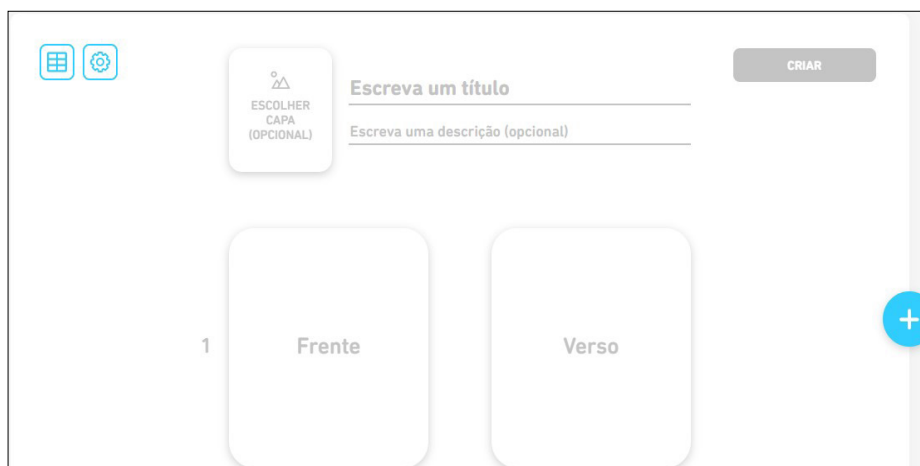 ESCOLHER
CAPA
(OPCIONAL)
Escreva um título
Escreva uma descrição (opcional)
CRIAR
1
Frente
Verso